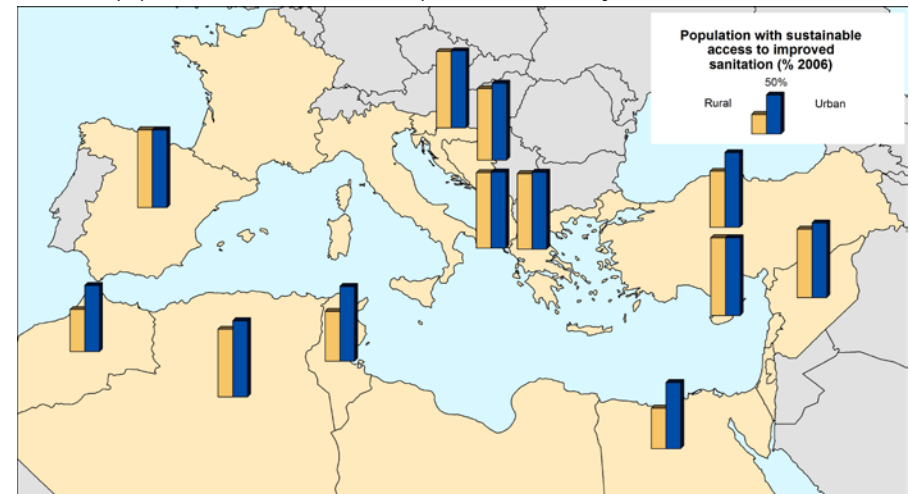 Population with sustainable
access to improved
sanitation (% 2006)
50%
Rural Urban